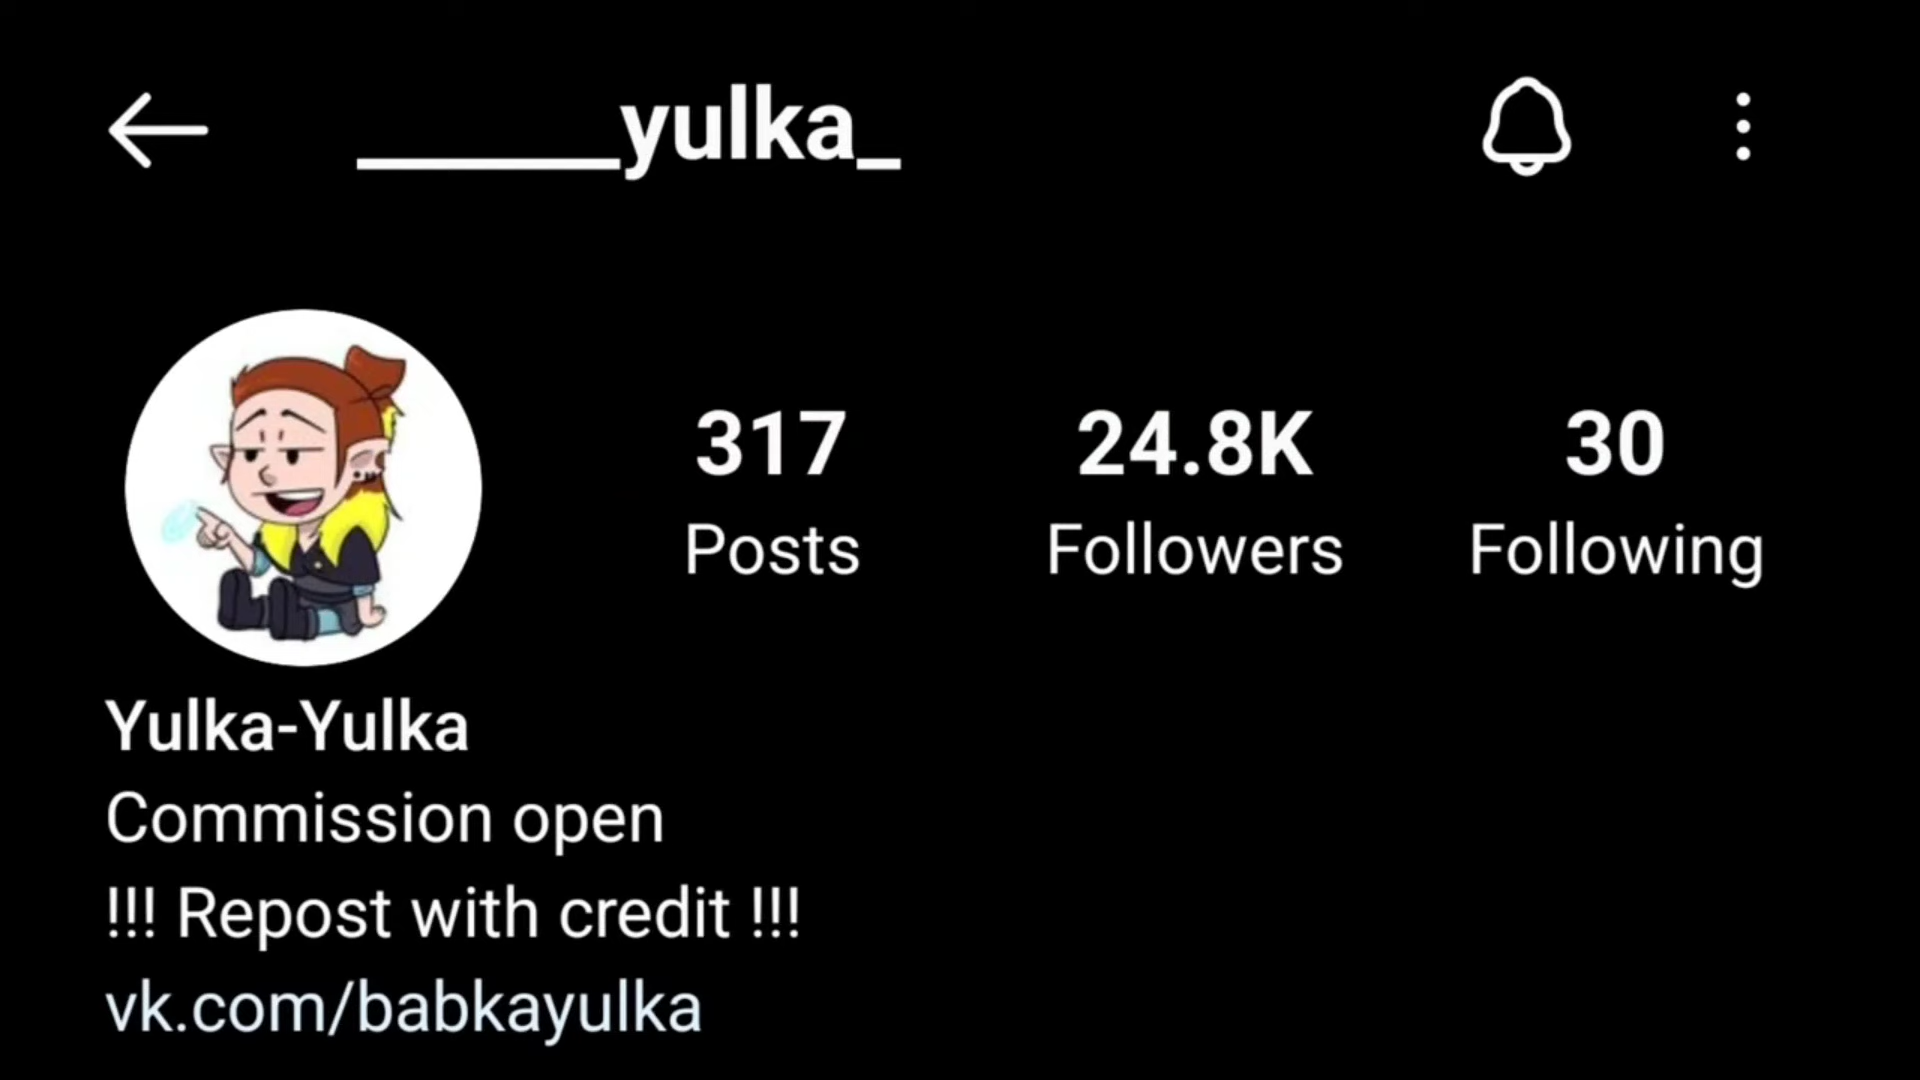 ______yulka_
317 24.8K 30
Posts Followers Following
Yulka-Yulka
Commission open
!!! Repost with credit !!!
vk.com/babkayulka